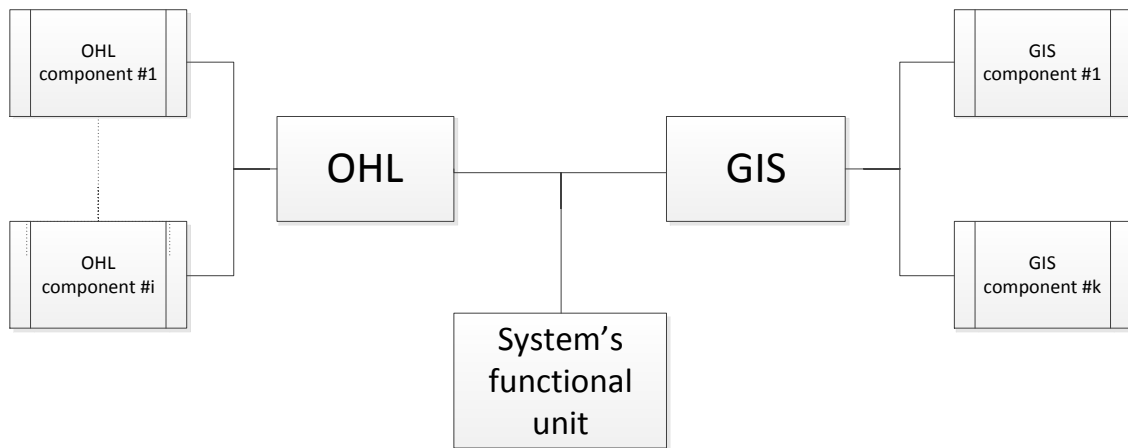 OHL
component #1
GIS
component #1
OHL
GIS
OHL
component #i
GIS
component #k
System’s
functional
unit